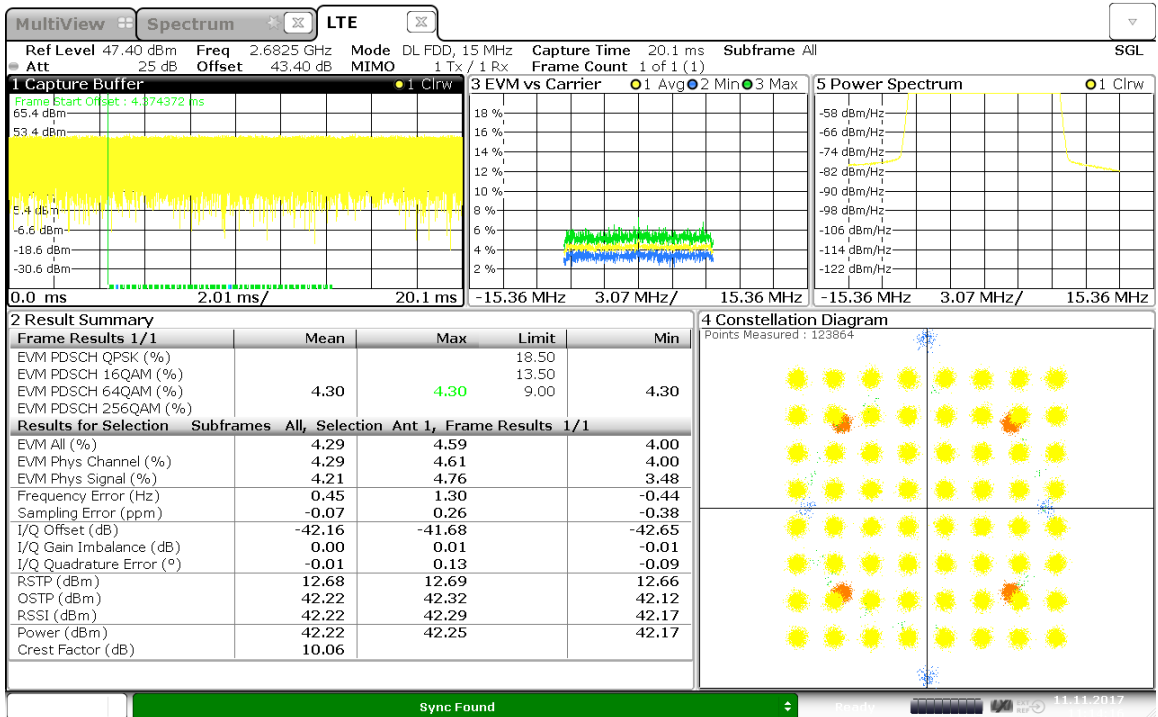 MultiView Spectrum LTE
Ref Level 47.40 dBm Freq 2.6825 GHz Mode DL FDD, 15 MHz Capture Time 20.1 ms Subframe All SGL
Att 25 dB Offset 43.40 dB MIMO 1 Tx / 1 Rx Frame Count 1 of 1 (1)
1 Capture Buffer 1 Clrw
Frame Start Offset : 4.374372 ms
65.4 dBm
53.4 dBm
5.4 dBm
-6.6 dBm
-18.6 dBm
-30.6 dBm
0.0 ms 2.01 ms/ 20.1 ms
3 EVM vs Carrier 1 Avg 2 Min 3 Max
18 %
16 %
14 %
12 %
10 %
8 %
6 %
4 %
2 %
-15.36 MHz 3.07 MHz/ 15.36 MHz
5 Power Spectrum 1 Clrw
-58 dBm/Hz
-66 dBm/Hz
-74 dBm/Hz
-82 dBm/Hz
-90 dBm/Hz
-98 dBm/Hz
-106 dBm/Hz
-114 dBm/Hz
-122 dBm/Hz
-15.36 MHz 3.07 MHz/ 15.36 MHz
2 Result Summary
Frame Results 1/1 Mean Max Limit Min
EVM PDSCH QPSK (%) 18.50
EVM PDSCH 16QAM (%) 13.50
EVM PDSCH 64QAM (%) 4.30 4.30 9.00 4.30
EVM PDSCH 256QAM (%)
Results for Selection Subframes All, Selection Ant 1, Frame Results 1/1
EVM All (%) 4.29 4.59 4.00
EVM Phys Channel (%) 4.29 4.61 4.00
EVM Phys Signal (%) 4.21 4.76 3.48
Frequency Error (Hz) 0.45 1.30 -0.44
Sampling Error (ppm) -0.07 0.26 -0.38
I/Q Offset (dB) -42.16 -41.68 -42.65
I/Q Gain Imbalance (dB) 0.00 0.01 -0.01
I/Q Quadrature Error (°) -0.01 0.13 -0.09
RSTP (dBm) 12.68 12.69 12.66
OSTP (dBm) 42.22 42.32 42.12
RSSI (dBm) 42.22 42.29 42.17
Power (dBm) 42.22 42.25 42.17
Crest Factor (dB) 10.06
4 Constellation Diagram
Points Measured : 123864
Sync Found
Ready
11.11.2017